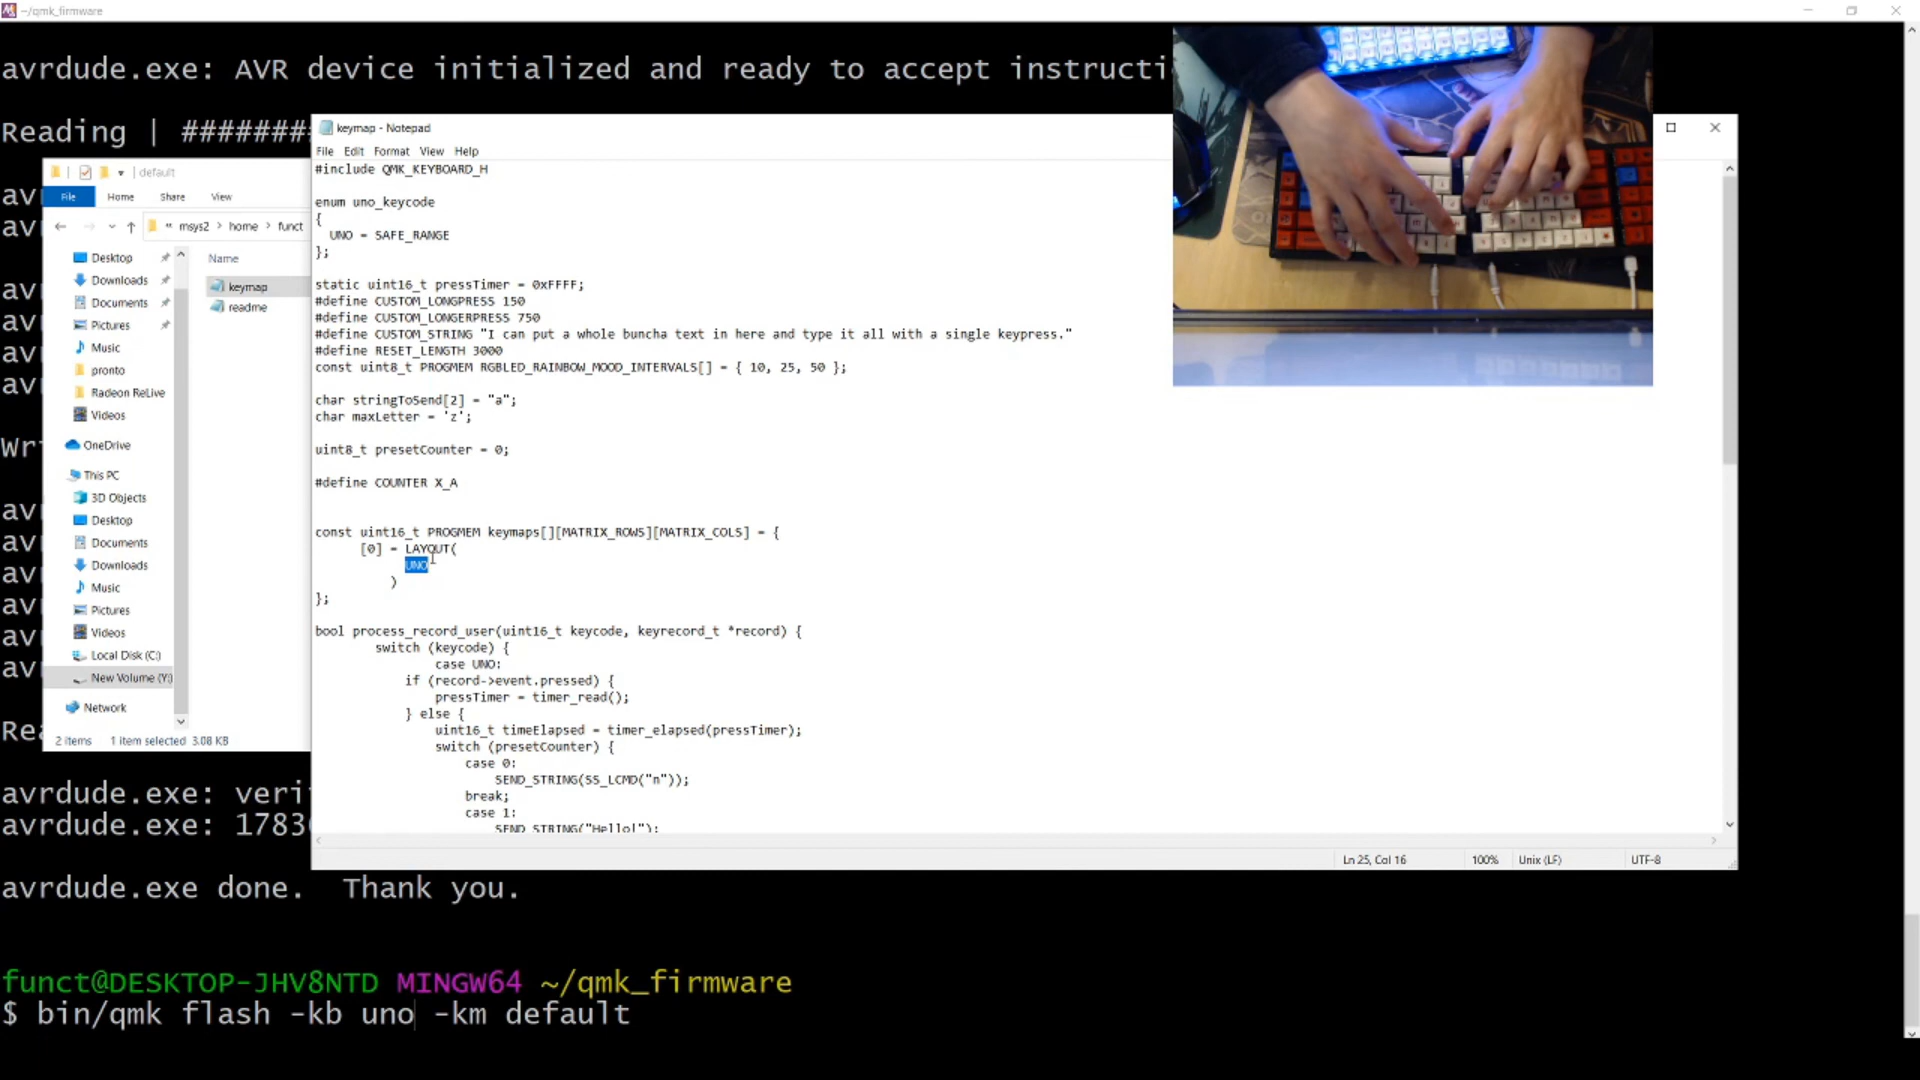 ~/qmk_firmware
avrdude.exe: AVR device initialized and ready to accept instructi
Reading | ########
default
File Home Share View
msys2 home funct
Desktop
Downloads
Documents
Pictures
Music
pronto
Radeon ReLive
Videos
OneDrive
This PC
3D Objects
Desktop
Documents
Downloads
Music
Pictures
Videos
Local Disk (C:)
New Volume (Y:)
Network
Name
keymap
readme
2 items 1 item selected 3.08 KB
keymap - Notepad
File Edit Format View Help
#include QMK_KEYBOARD_H
enum uno_keycode
{
UNO = SAFE_RANGE
};
static uint16_t pressTimer = 0xFFFF;
#define CUSTOM_LONGPRESS 150
#define CUSTOM_LONGERPRESS 750
#define CUSTOM_STRING "I can put a whole buncha text in here and type it all with a single keypress."
#define RESET_LENGTH 3000
const uint8_t PROGMEM RGBLED_RAINBOW_MOOD_INTERVALS[] = { 10, 25, 50 };
char stringToSend[2] = "a";
char maxLetter = 'z';
uint8_t presetCounter = 0;
#define COUNTER X_A
const uint16_t PROGMEM keymaps[][MATRIX_ROWS][MATRIX_COLS] = {
[0] = LAYOUT(
UNO
)
};
bool process_record_user(uint16_t keycode, keyrecord_t *record) {
switch (keycode) {
case UNO:
if (record->event.pressed) {
pressTimer = timer_read();
} else {
uint16_t timeElapsed = timer_elapsed(pressTimer);
switch (presetCounter) {
case 0:
SEND_STRING(SS_LCMD("n"));
break;
case 1:
SEND_STRING("Hello!");
Ln 25, Col 16 100% Unix (LF) UTF-8
avrdude.exe: veri
avrdude.exe: 1783
avrdude.exe done. Thank you.
funct@DESKTOP-JHV8NTD MINGW64 ~/qmk_firmware
$ bin/qmk flash -kb uno -km default